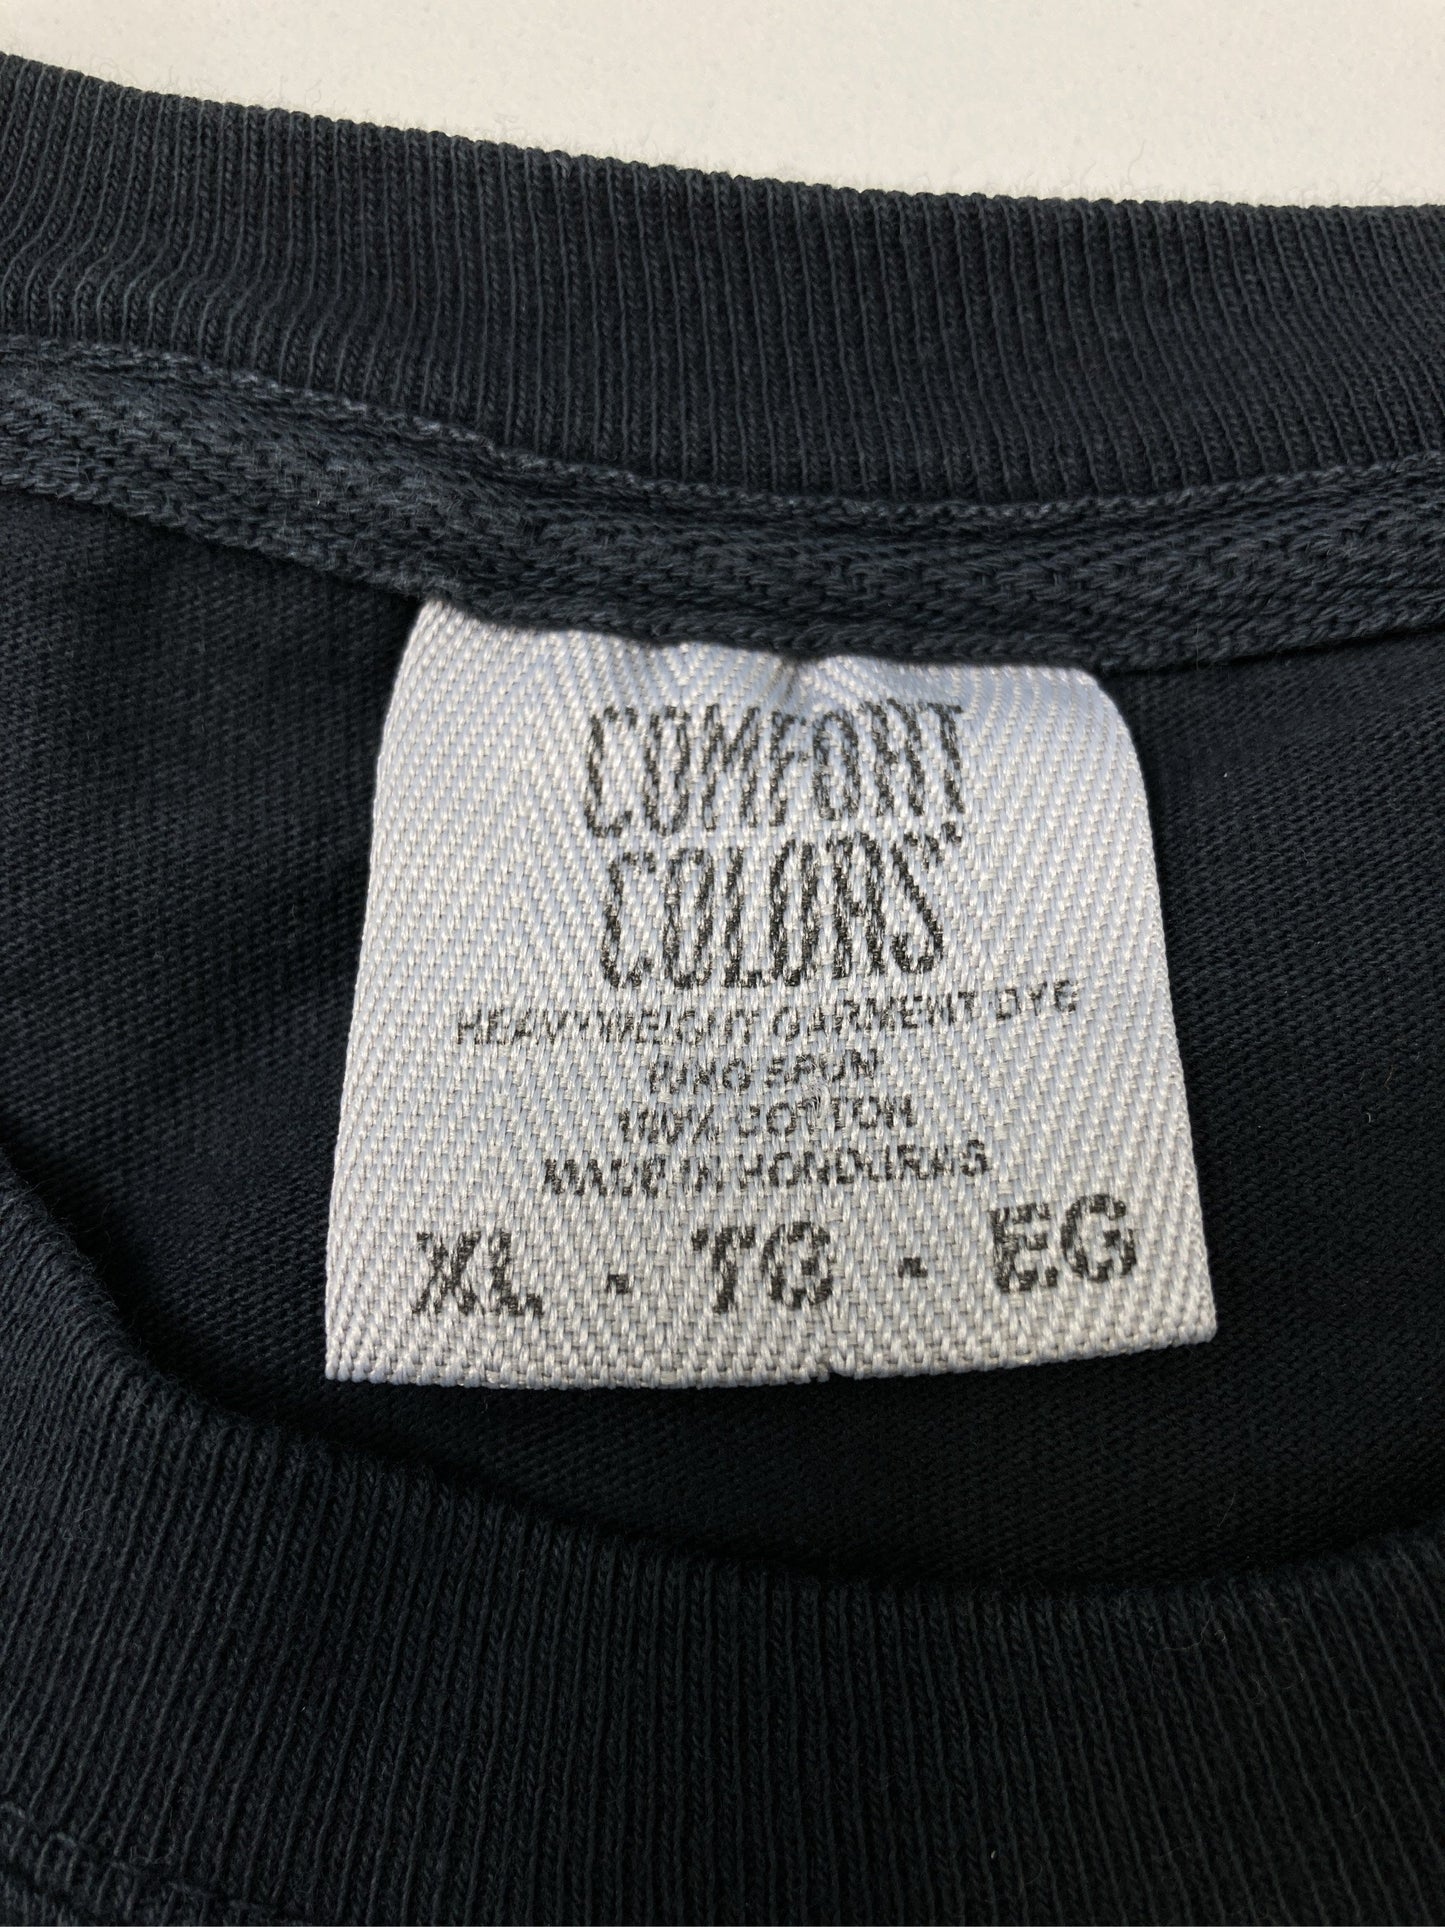 COMFORT
COLORS®
HEAVYWEIGHT GARMENT DYE
RING SPUN
100% COTTON
MADE IN HONDURAS
XL - TG - EG